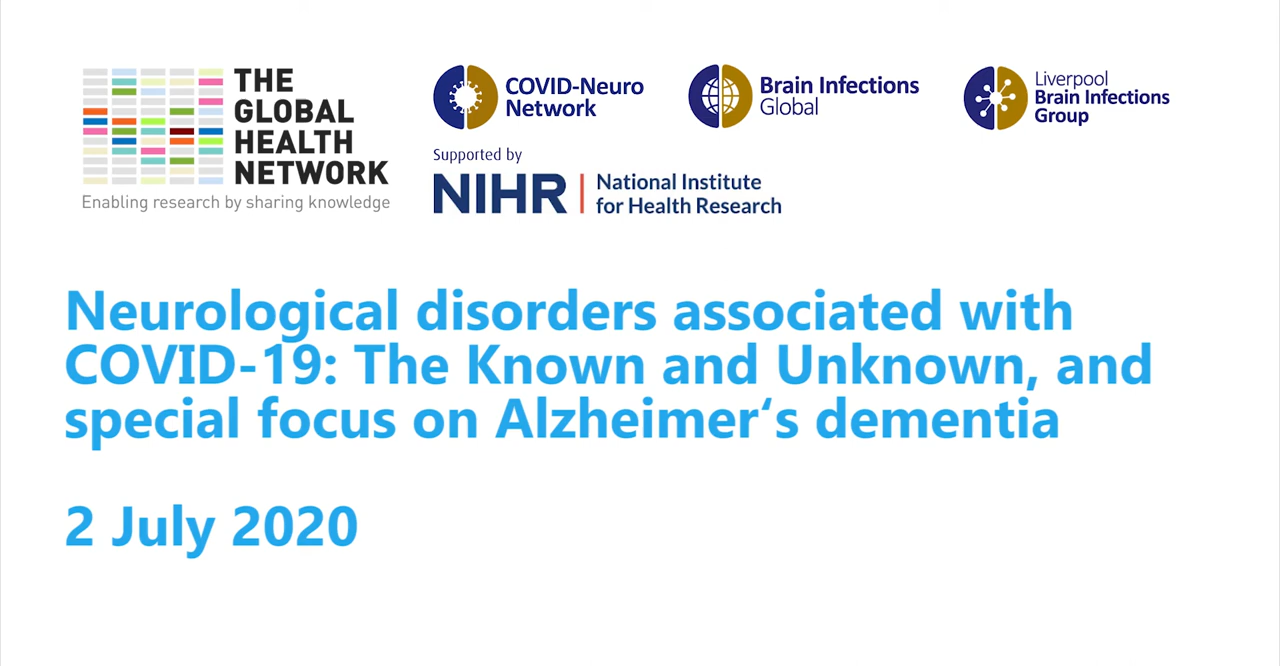 THE
GLOBAL
HEALTH
NETWORK
Enabling research by sharing knowledge
COVID-Neuro
Network
Brain Infections
Global
Liverpool
Brain Infections
Group
Supported by
NIHR | National Institute
for Health Research
Neurological disorders associated with
COVID-19: The Known and Unknown, and
special focus on Alzheimer‘s dementia
2 July 2020